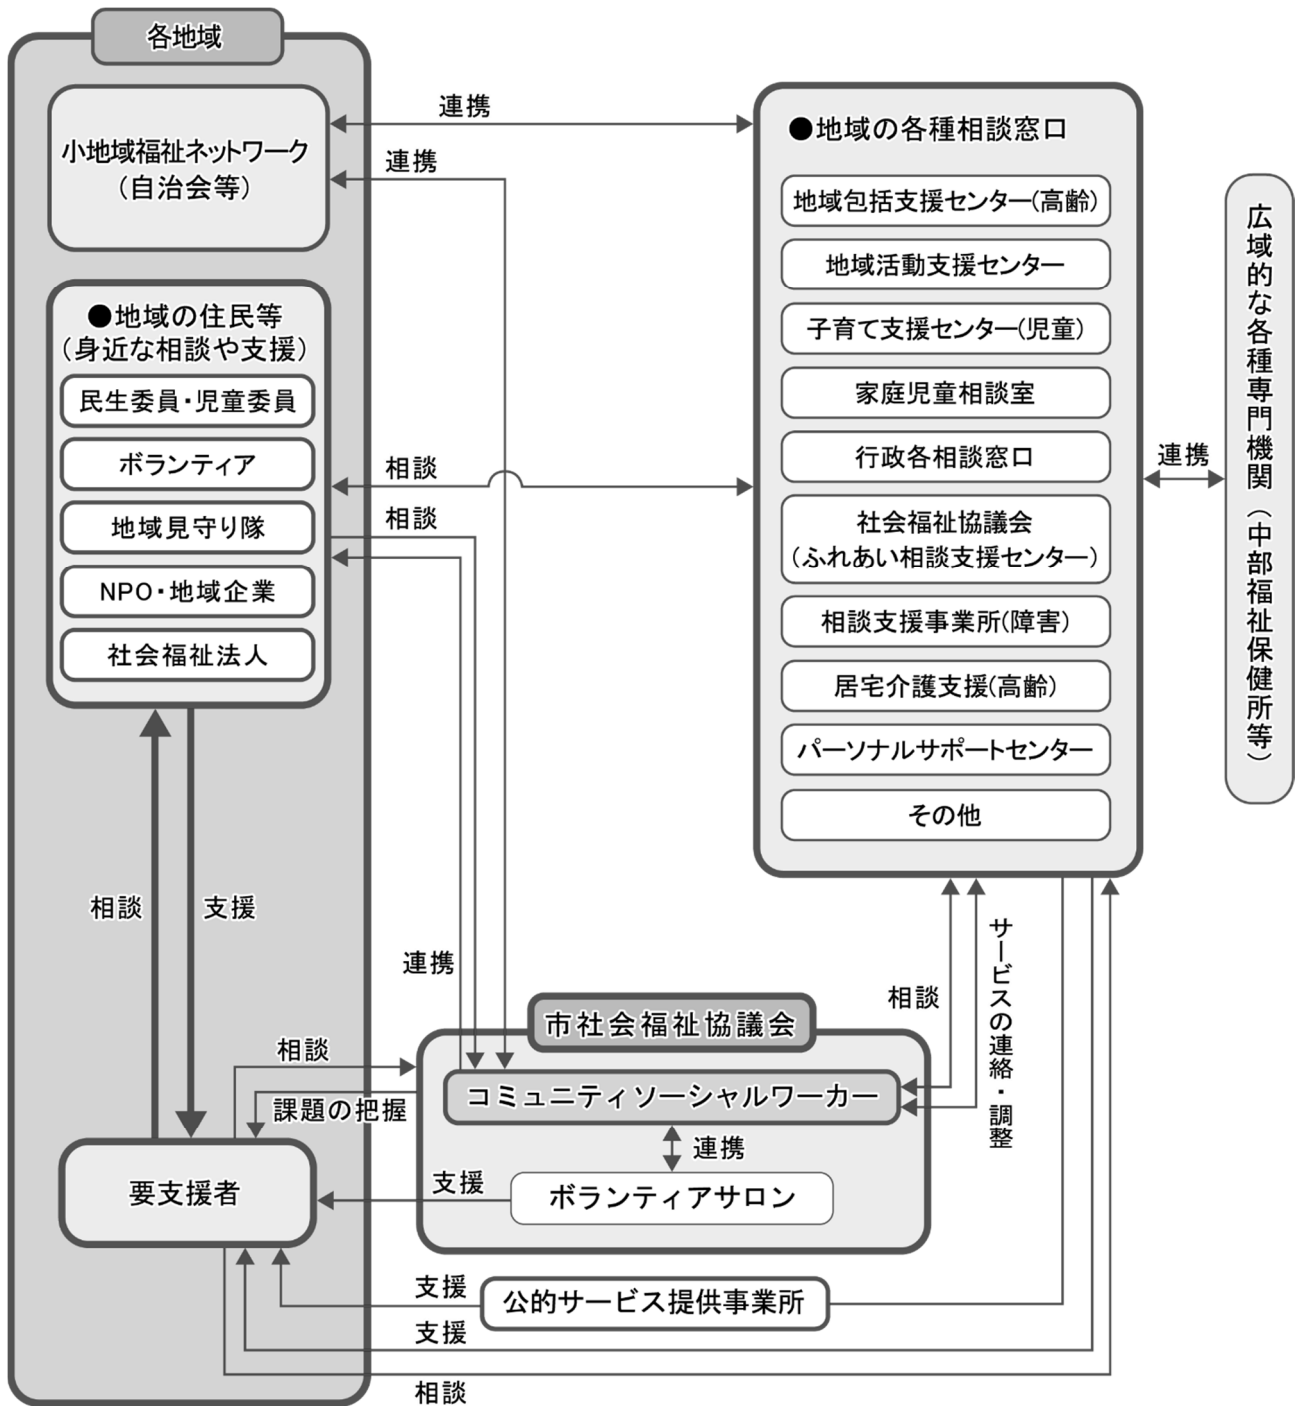 各地域
小地域福祉ネットワーク
（自治会等）
●地域の住民等
（身近な相談や支援）
民生委員・児童委員
ボランティア
地域見守り隊
NPO・地域企業
社会福祉法人
相談
支援
要支援者
連携
連携
相談
相談
連携
相談
課題の把握
支援
支援
支援
相談
市社会福祉協議会
コミュニティソーシャルワーカー
連携
ボランティアサロン
公的サービス提供事業所
●地域の各種相談窓口
地域包括支援センター(高齢)
地域活動支援センター
子育て支援センター(児童)
家庭児童相談室
行政各相談窓口
社会福祉協議会
(ふれあい相談支援センター)
相談支援事業所(障害)
居宅介護支援(高齢)
パーソナルサポートセンター
その他
相談
サービスの連絡・調整
連携
広域的な各種専門機関（中部福祉保健所等）